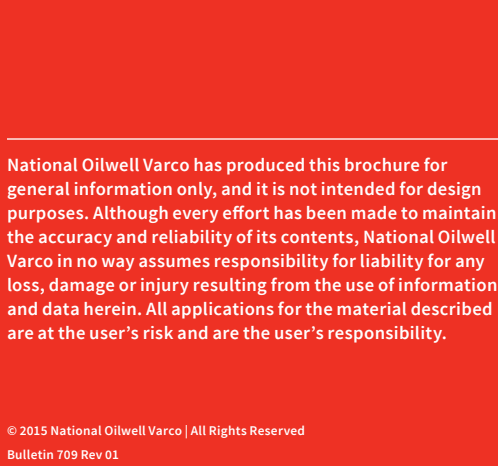 National Oilwell Varco has produced this brochure for
general information only, and it is not intended for design
purposes. Although every effort has been made to maintain
the accuracy and reliability of its contents, National Oilwell
Varco in no way assumes responsibility for liability for any
loss, damage or injury resulting from the use of information
and data herein. All applications for the material described
are at the user’s risk and are the user’s responsibility.
© 2015 National Oilwell Varco | All Rights Reserved
Bulletin 709 Rev 01